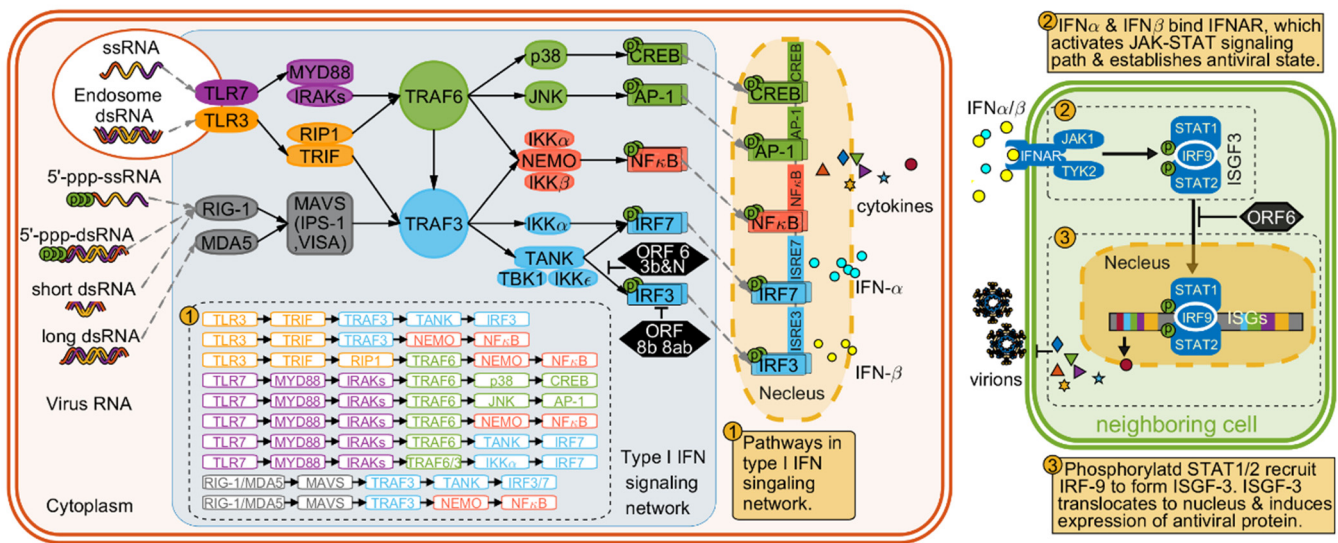 ssRNA
Endosome
dsRNA
5'-ppp-ssRNA
5'-ppp-dsRNA
short dsRNA
long dsRNA
Virus RNA
Cytoplasm
TLR7
TLR3
MYD88
IRAKs
RIP1
TRIF
RIG-1
MDA5
MAVS
(IPS-1
,VISA)
TRAF6
TRAF3
p38
JNK
IKKα
NEMO
IKKβ
IKKα
TANK
TBK1 IKKϵ
p
CREB
p
AP-1
p
NFκB
p
IRF7
ORF 6
3b&N
p
IRF3
ORF
8b 8ab
1
TLR3 TRIF TRAF3 TANK IRF3
TLR3 TRIF TRAF3 NEMO NFκB
TLR3 TRIF RIP1 TRAF6 NEMO NFκB
TLR7 MYD88 IRAKs TRAF6 p38 CREB
TLR7 MYD88 IRAKs TRAF6 JNK AP-1
TLR7 MYD88 IRAKs TRAF6 NEMO NFκB
TLR7 MYD88 IRAKs TRAF6 TANK IRF7
TLR7 MYD88 IRAKs TRAF6/3 IKKα IRF7
RIG-1/MDA5 MAVS TRAF3 TANK IRF3/7
RIG-1/MDA5 MAVS TRAF3 NEMO NFκB
Type I IFN
signaling
network
CREB
p
CREB
AP-1
p
AP-1
NFκB
p
NFκB
ISRE7
p
IRF7
ISRE3
p
IRF3
Nucleus
cytokines
IFN-α
IFN-β
1
Pathways in
type I IFN
singaling
network.
2
IFNα & IFNβ bind IFNAR, which
activates JAK-STAT signaling
path & establishes antiviral state.
IFNα/β
2
JAK1
IFNAR
TYK2
STAT1
p
IRF9
p
STAT2
ISGF3
ORF6
3
Necleus
STAT1
p
IRF9
ISGs
p
STAT2
virions
neighboring cell
3
Phosphorylatd STAT1/2 recruit
IRF-9 to form ISGF-3. ISGF-3
translocates to nucleus & induces
expression of antiviral protein.